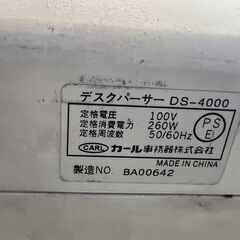 デスクパーサー DS-4000
定格電圧 100V
定格消費電力 260W
定格周波数 50/60Hz
PS
E
CARL カール事務器株式会社
MADE IN CHINA
製造NO. BA00642